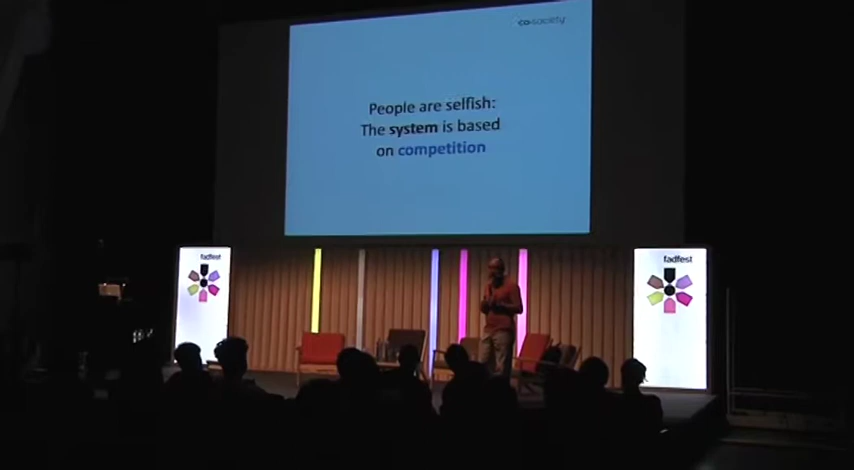 co-society
People are selfish:
The system is based
on competition
fadfest
fadfest